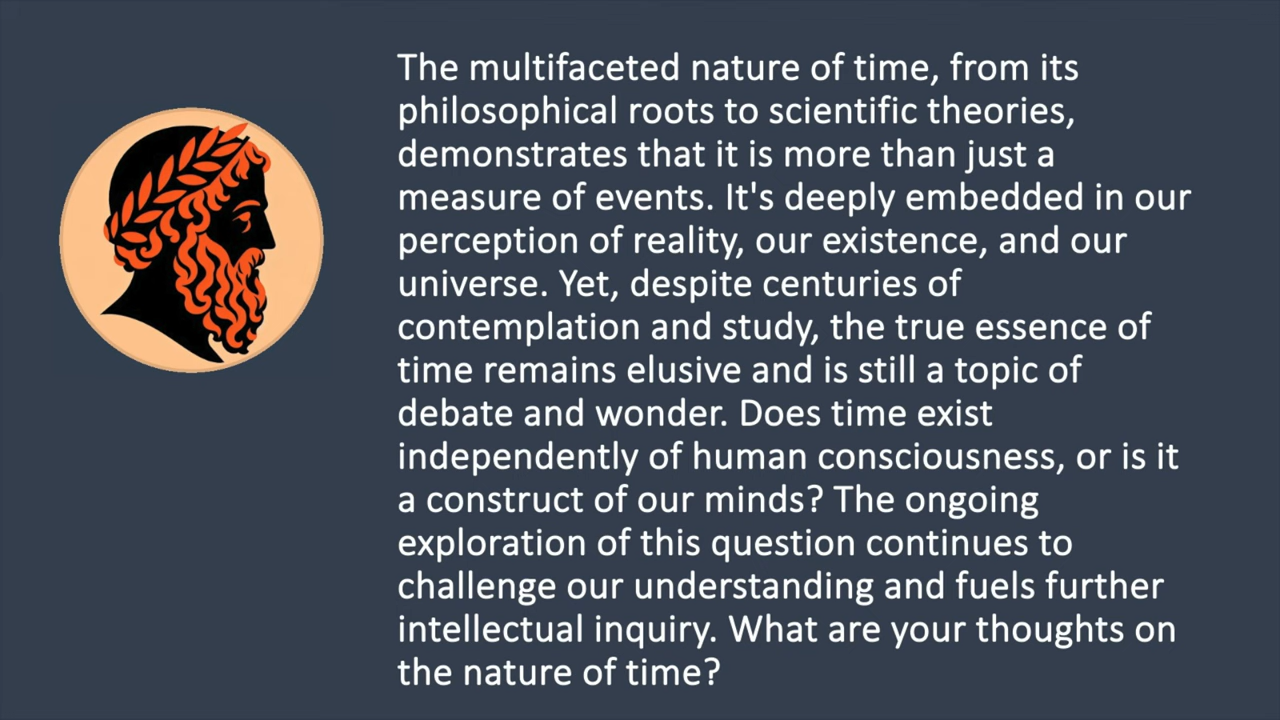 The multifaceted nature of time, from its
philosophical roots to scientific theories,
demonstrates that it is more than just a
measure of events. It's deeply embedded in our
perception of reality, our existence, and our
universe. Yet, despite centuries of
contemplation and study, the true essence of
time remains elusive and is still a topic of
debate and wonder. Does time exist
independently of human consciousness, or is it
a construct of our minds? The ongoing
exploration of this question continues to
challenge our understanding and fuels further
intellectual inquiry. What are your thoughts on
the nature of time?